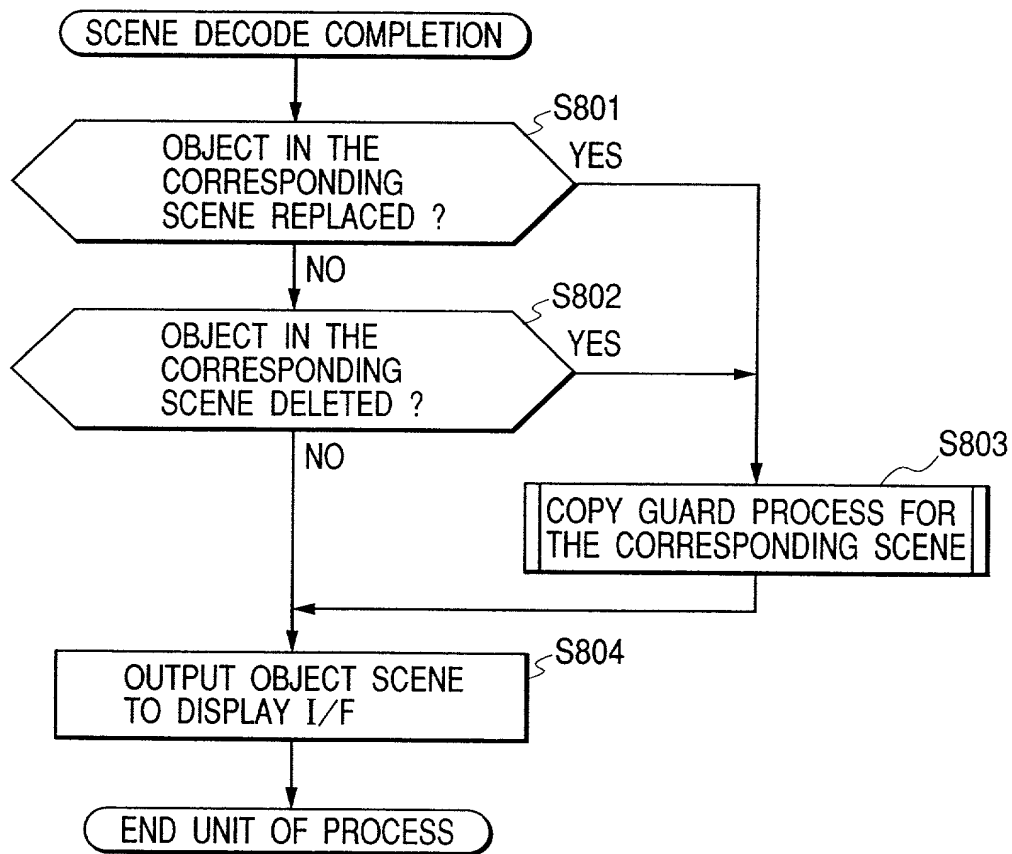 SCENE DECODE COMPLETION
S801
OBJECT IN THE
CORRESPONDING
SCENE REPLACED ?
YES
NO
S802
OBJECT IN THE
CORRESPONDING
SCENE DELETED ?
YES
NO
S803
COPY GUARD PROCESS FOR
THE CORRESPONDING SCENE
S804
OUTPUT OBJECT SCENE
TO DISPLAY I/F
END UNIT OF PROCESS